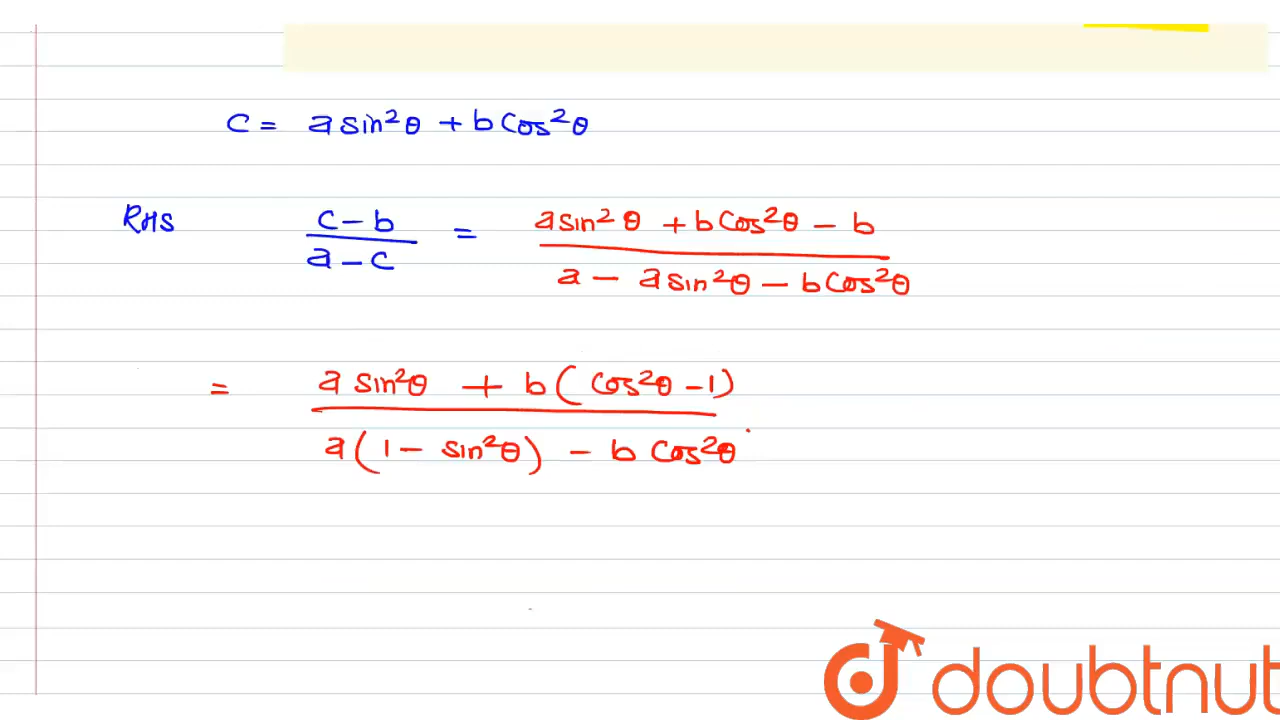 c = a sin²θ + b cos²θ
RHS (c − b)/(a − c) = (a sin²θ + b cos²θ − b)/(a − a sin²θ − b cos²θ)
= (a sin²θ + b(cos²θ − 1))/(a(1 − sin²θ) − b cos²θ)
doubtnut